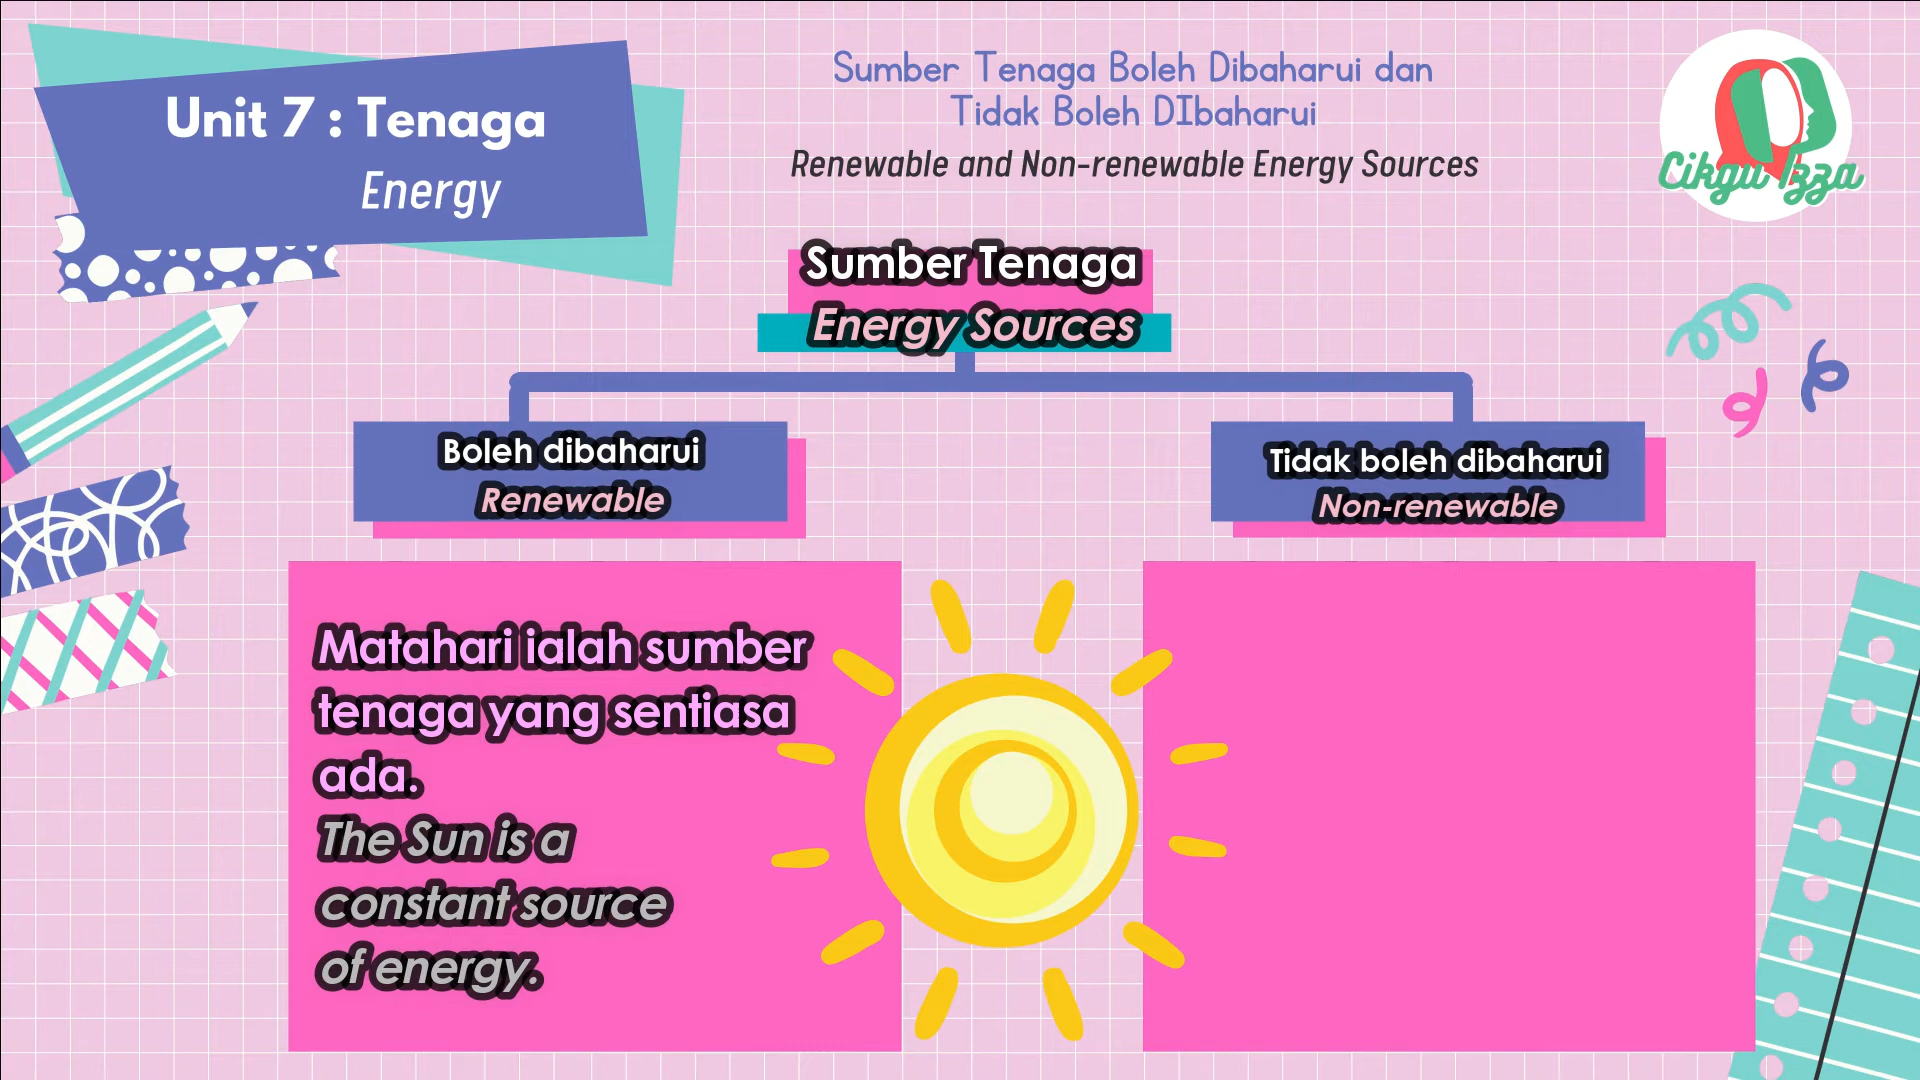 Unit 7 : Tenaga
Energy
Sumber Tenaga Boleh Dibaharui dan
Tidak Boleh DIbaharui
Renewable and Non-renewable Energy Sources
Cikgu Izza
Sumber Tenaga
Energy Sources
Boleh dibaharui
Renewable
Tidak boleh dibaharui
Non-renewable
Matahari ialah sumber
tenaga yang sentiasa
ada.
The Sun is a
constant source
of energy.